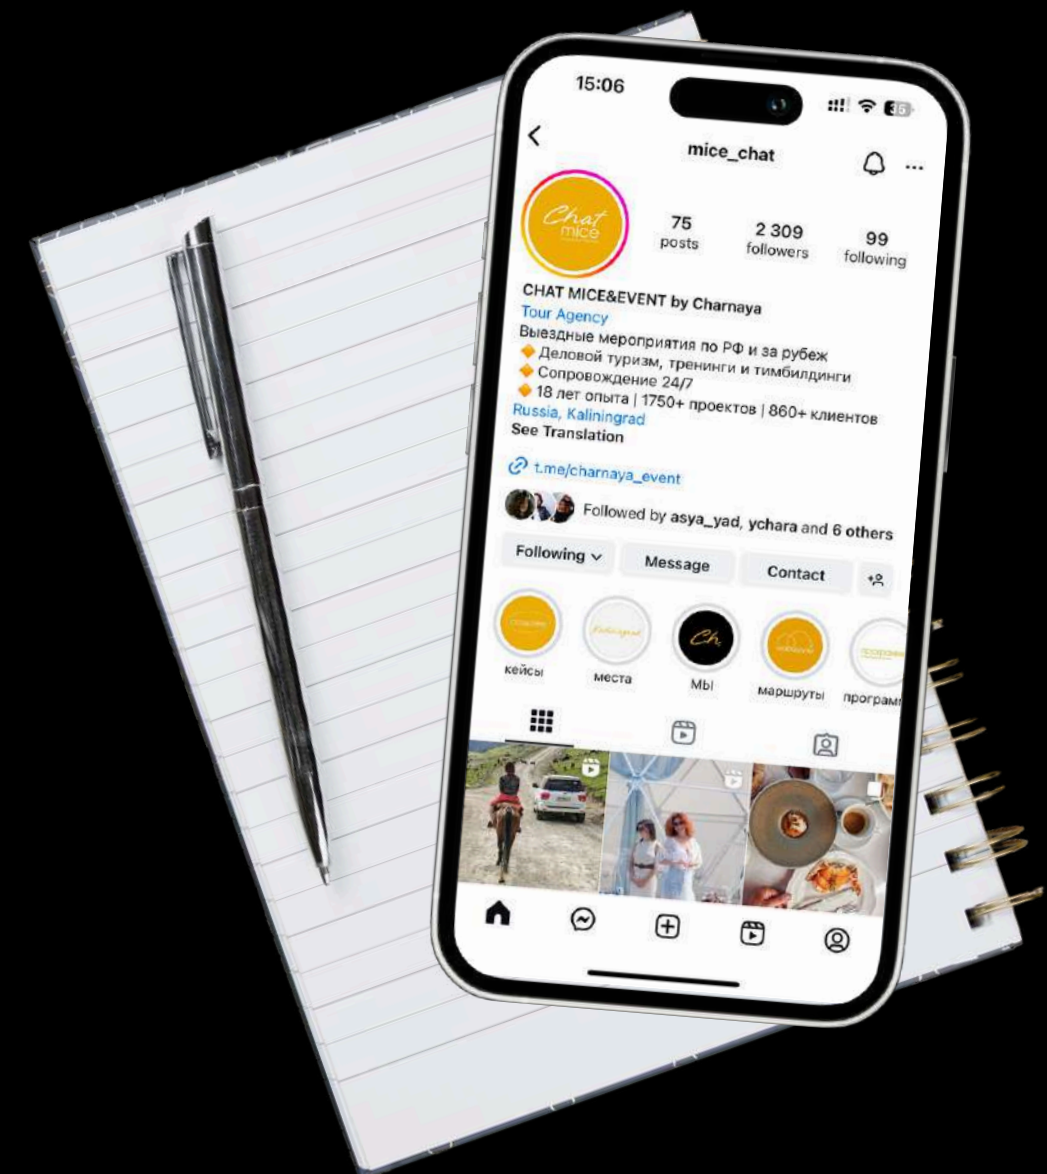 15:06
35
mice_chat
Chat
mice
75
posts
2 309
followers
99
following
CHAT MICE&EVENT by Charnaya
Tour Agency
Выездные мероприятия по РФ и за рубеж
Деловой туризм, тренинги и тимбилдинги
Сопровождение 24/7
18 лет опыта | 1750+ проектов | 860+ клиентов
Russia, Kaliningrad
See Translation
t.me/charnaya_event
Followed by asya_yad, ychara and 6 others
Following
Message
Contact
Ch
кейсы
места
МЫ
маршруты
програм